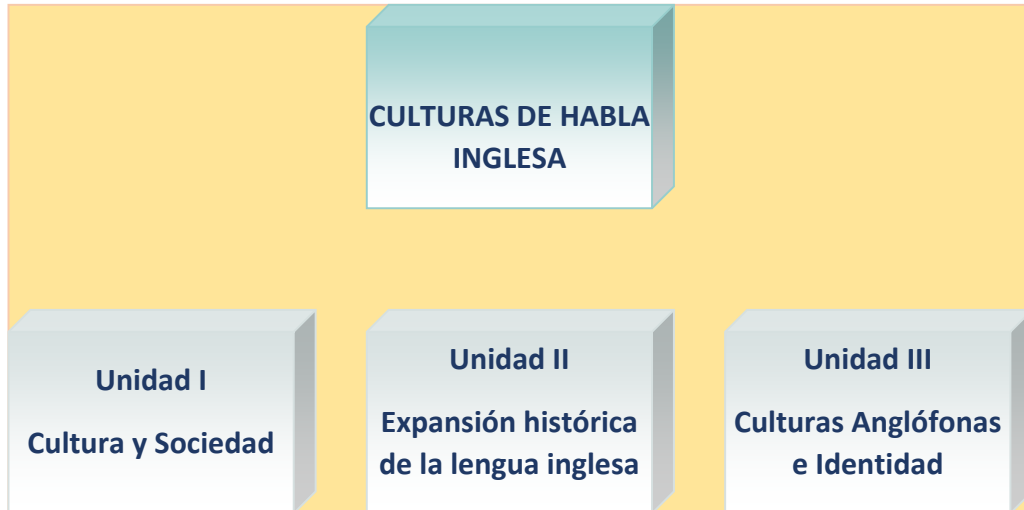 CULTURAS DE HABLA
INGLESA
Unidad I
Cultura y Sociedad
Unidad II
Expansión histórica
de la lengua inglesa
Unidad III
Culturas Anglófonas
e Identidad